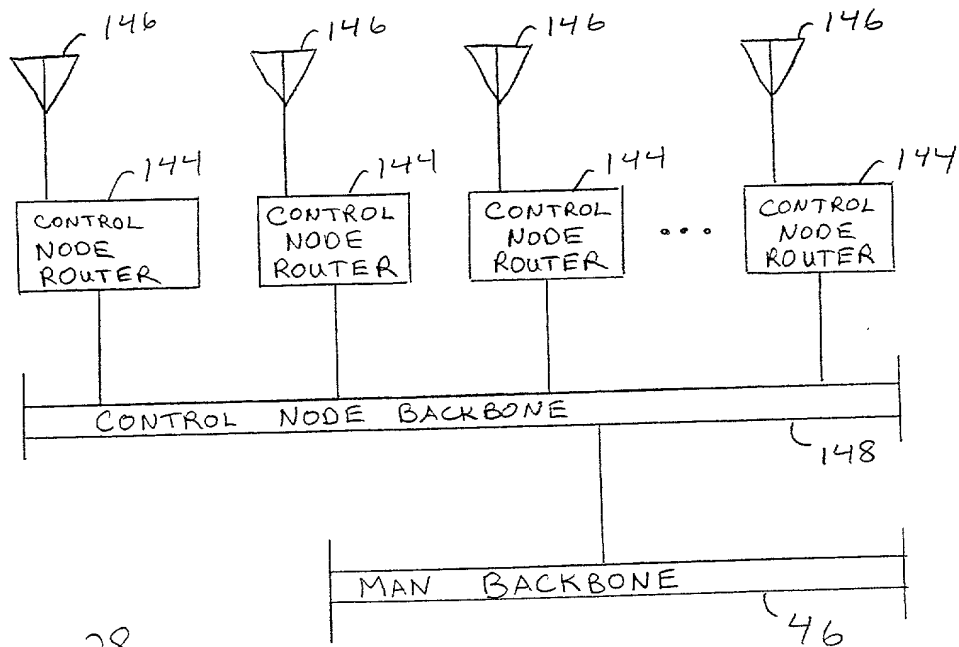 146 146 146 146
144 144 144 144
CONTROL NODE ROUTER
CONTROL NODE ROUTER
CONTROL NODE ROUTER
...
CONTROL NODE ROUTER
CONTROL NODE BACKBONE
148
MAN BACKBONE
46